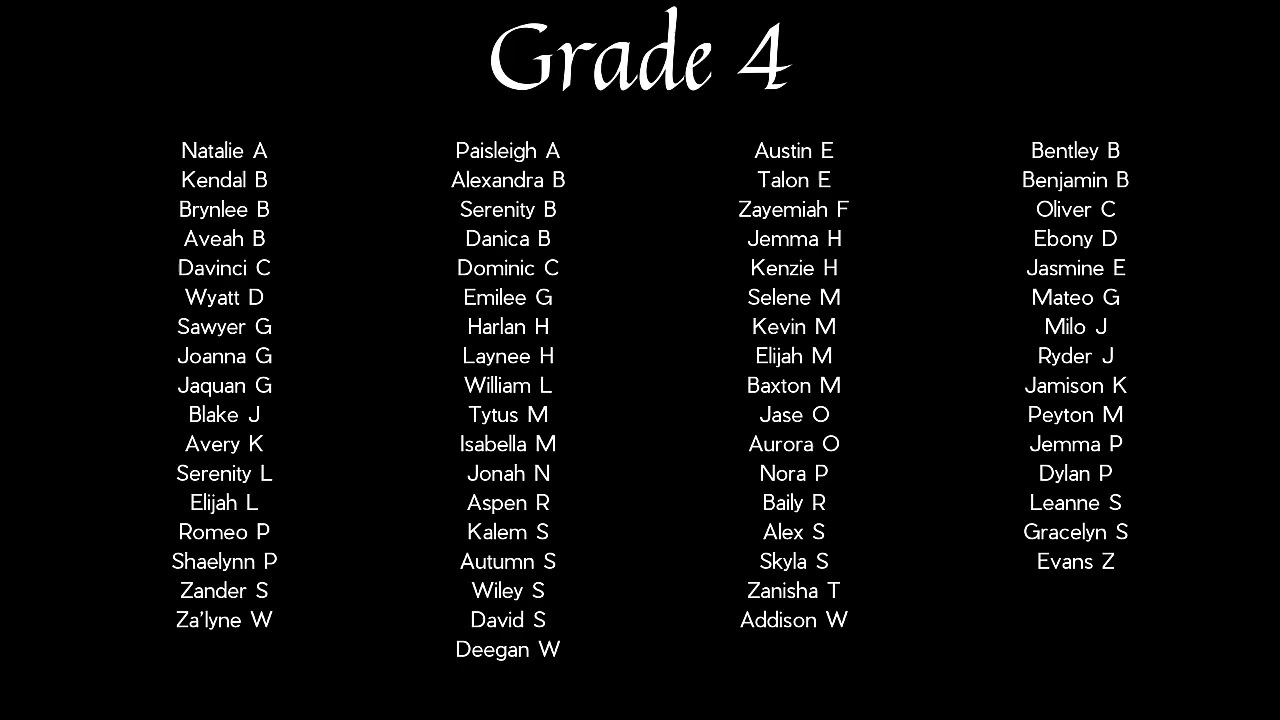 Grade 4
Natalie A
Kendal B
Brynlee B
Aveah B
Davinci C
Wyatt D
Sawyer G
Joanna G
Jaquan G
Blake J
Avery K
Serenity L
Elijah L
Romeo P
Shaelynn P
Zander S
Za'lyne W
Paisleigh A
Alexandra B
Serenity B
Danica B
Dominic C
Emilee G
Harlan H
Laynee H
William L
Tytus M
Isabella M
Jonah N
Aspen R
Kalem S
Autumn S
Wiley S
David S
Deegan W
Austin E
Talon E
Zayemiah F
Jemma H
Kenzie H
Selene M
Kevin M
Elijah M
Baxton M
Jase O
Aurora O
Nora P
Baily R
Alex S
Skyla S
Zanisha T
Addison W
Bentley B
Benjamin B
Oliver C
Ebony D
Jasmine E
Mateo G
Milo J
Ryder J
Jamison K
Peyton M
Jemma P
Dylan P
Leanne S
Gracelyn S
Evans Z